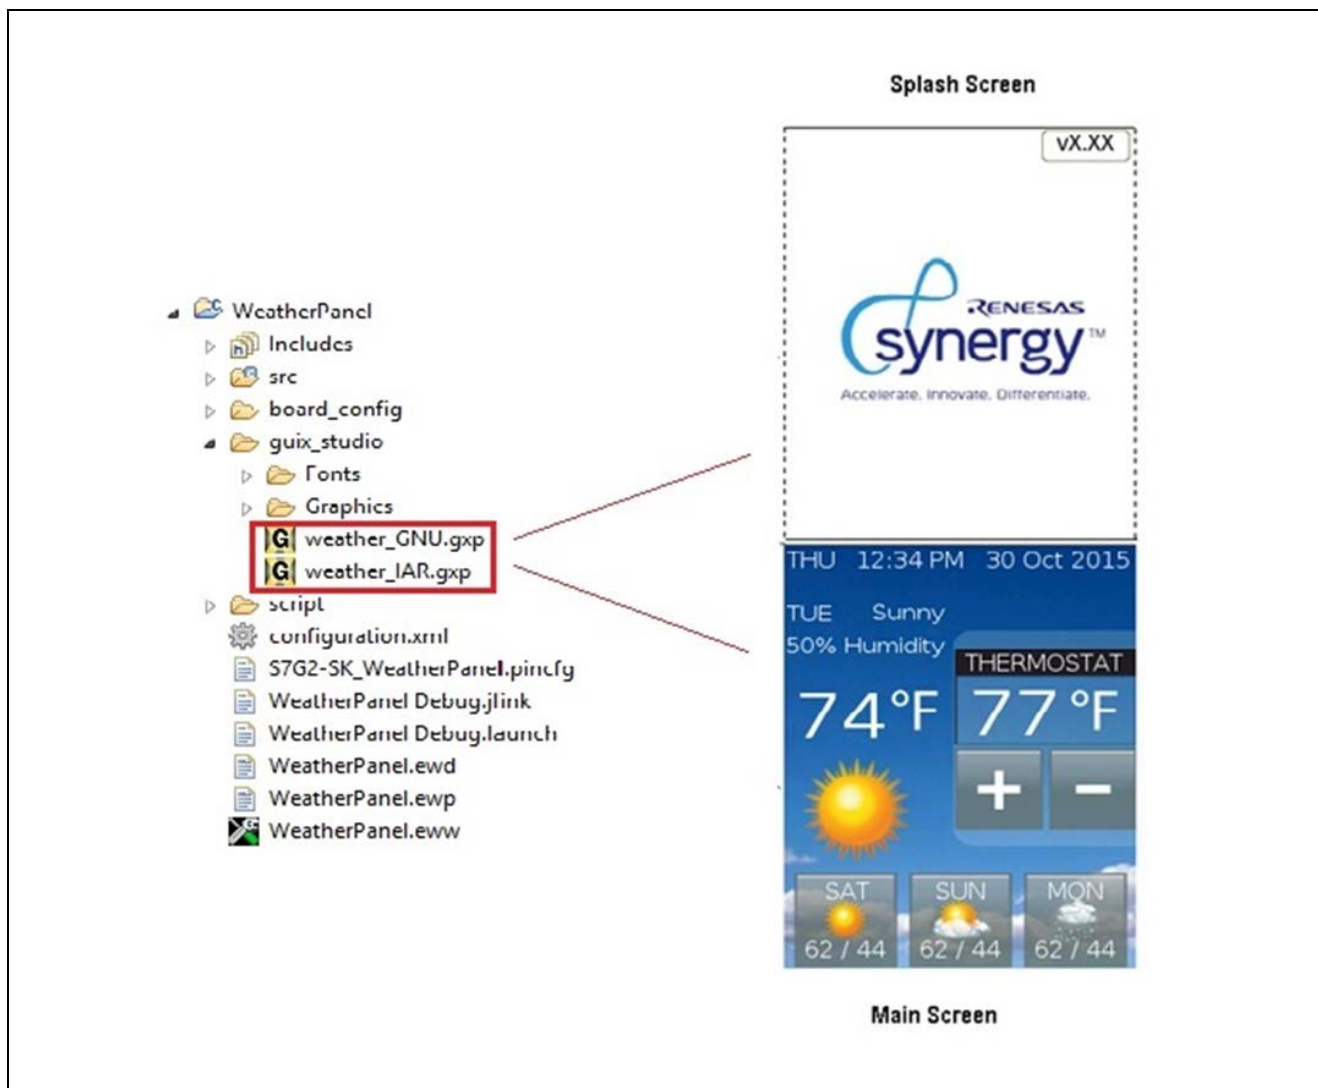 Splash Screen
vX.XX
RENESAS
synergy™
Accelerate. Innovate. Differentiate.
WeatherPanel
Includes
src
board_config
guix_studio
Fonts
Graphics
G weather_GNU.gxp
G weather_IAR.gxp
script
configuration.xml
S7G2-SK_WeatherPanel.pincfg
WeatherPanel Debug.jlink
WeatherPanel Debug.launch
WeatherPanel.ewd
WeatherPanel.ewp
WeatherPanel.eww
THU 12:34 PM 30 Oct 2015
TUE Sunny
50% Humidity
THERMOSTAT
74°F 77°F
+ −
SAT SUN MON
62 / 44 62 / 44 62 / 44
Main Screen